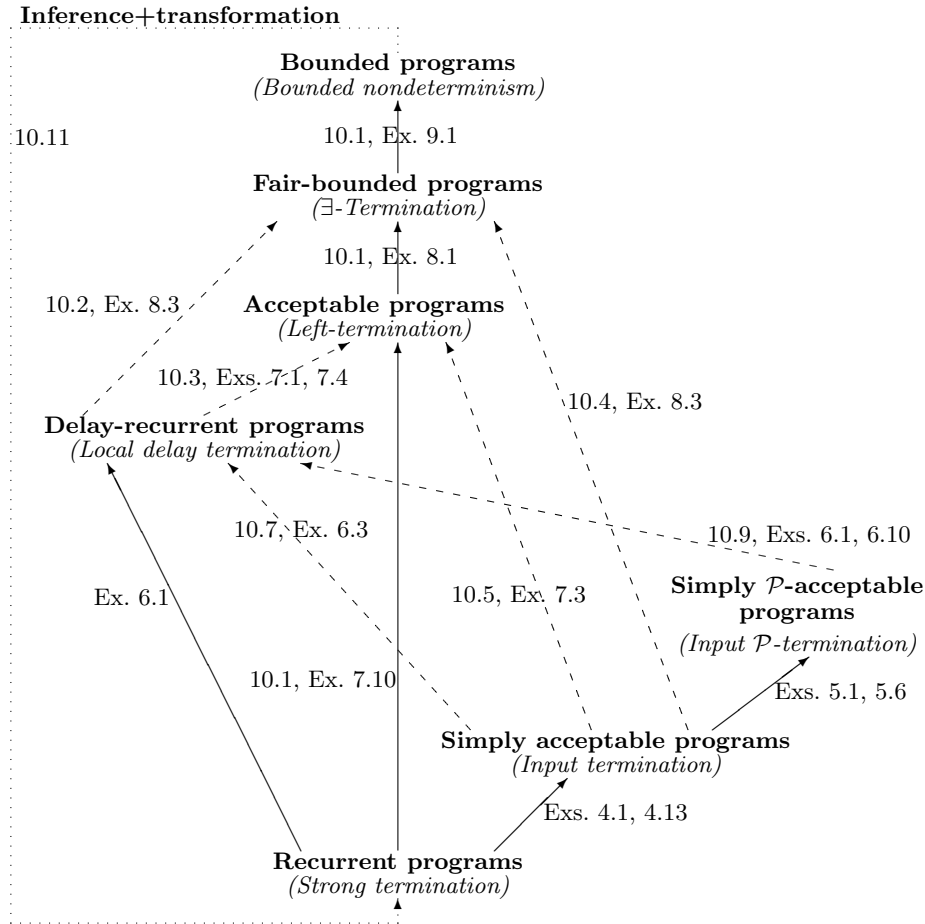 Inference+transformation
Bounded programs
(Bounded nondeterminism)
10.11
10.1, Ex. 9.1
Fair-bounded programs
(∃-Termination)
10.1, Ex. 8.1
10.2, Ex. 8.3
Acceptable programs
(Left-termination)
10.3, Exs. 7.1, 7.4
10.4, Ex. 8.3
Delay-recurrent programs
(Local delay termination)
10.7, Ex. 6.3
10.9, Exs. 6.1, 6.10
Ex. 6.1
10.5, Ex. 7.3
Simply 𝒫-acceptable
programs
(Input 𝒫-termination)
10.1, Ex. 7.10
Exs. 5.1, 5.6
Simply acceptable programs
(Input termination)
Exs. 4.1, 4.13
Recurrent programs
(Strong termination)